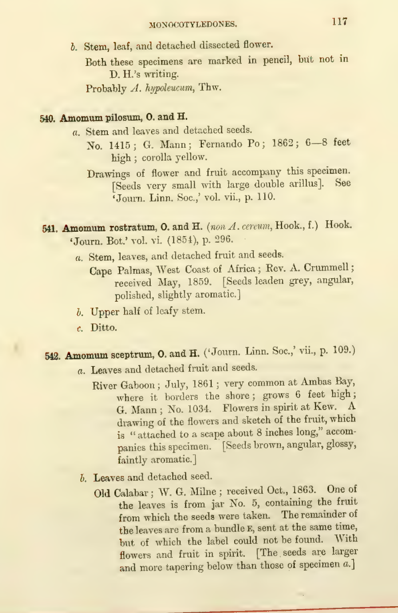 MONOCOTYLEDONES. 117
b. Stem, leaf, and detached dissected flower.
Both these specimens are marked in pencil, but not in
D. H.'s writing.
Probably A. hypoleucum, Thw.
540. Amomum pilosum, O. and H.
a. Stem and leaves and detached seeds.
No. 1415; G. Mann; Fernando Po; 1862; 6—8 feet
high; corolla yellow.
Drawings of flower and fruit accompany this specimen.
[Seeds very small with large double arillus]. See
'Journ. Linn. Soc.,' vol. vii., p. 110.
541. Amomum rostratum, O. and H. (non A. cereum, Hook., f.) Hook.
'Journ. Bot.' vol. vi. (1854), p. 296.
a. Stem, leaves, and detached fruit and seeds.
Cape Palmas, West Coast of Africa; Rev. A. Crummell;
received May, 1859. [Seeds leaden grey, angular,
polished, slightly aromatic.]
b. Upper half of leafy stem.
c. Ditto.
542. Amomum sceptrum, O. and H. ('Journ. Linn. Soc.,' vii., p. 109.)
a. Leaves and detached fruit and seeds.
River Gaboon; July, 1861; very common at Ambas Bay,
where it borders the shore; grows 6 feet high;
G. Mann; No. 1034. Flowers in spirit at Kew. A
drawing of the flowers and sketch of the fruit, which
is "attached to a scape about 8 inches long," accom-
panies this specimen. [Seeds brown, angular, glossy,
faintly aromatic.]
b. Leaves and detached seed.
Old Calabar; W. G. Milne; received Oct., 1863. One of
the leaves is from jar No. 5, containing the fruit
from which the seeds were taken. The remainder of
the leaves are from a bundle E, sent at the same time,
but of which the label could not be found. With
flowers and fruit in spirit. [The seeds are larger
and more tapering below than those of specimen a.]